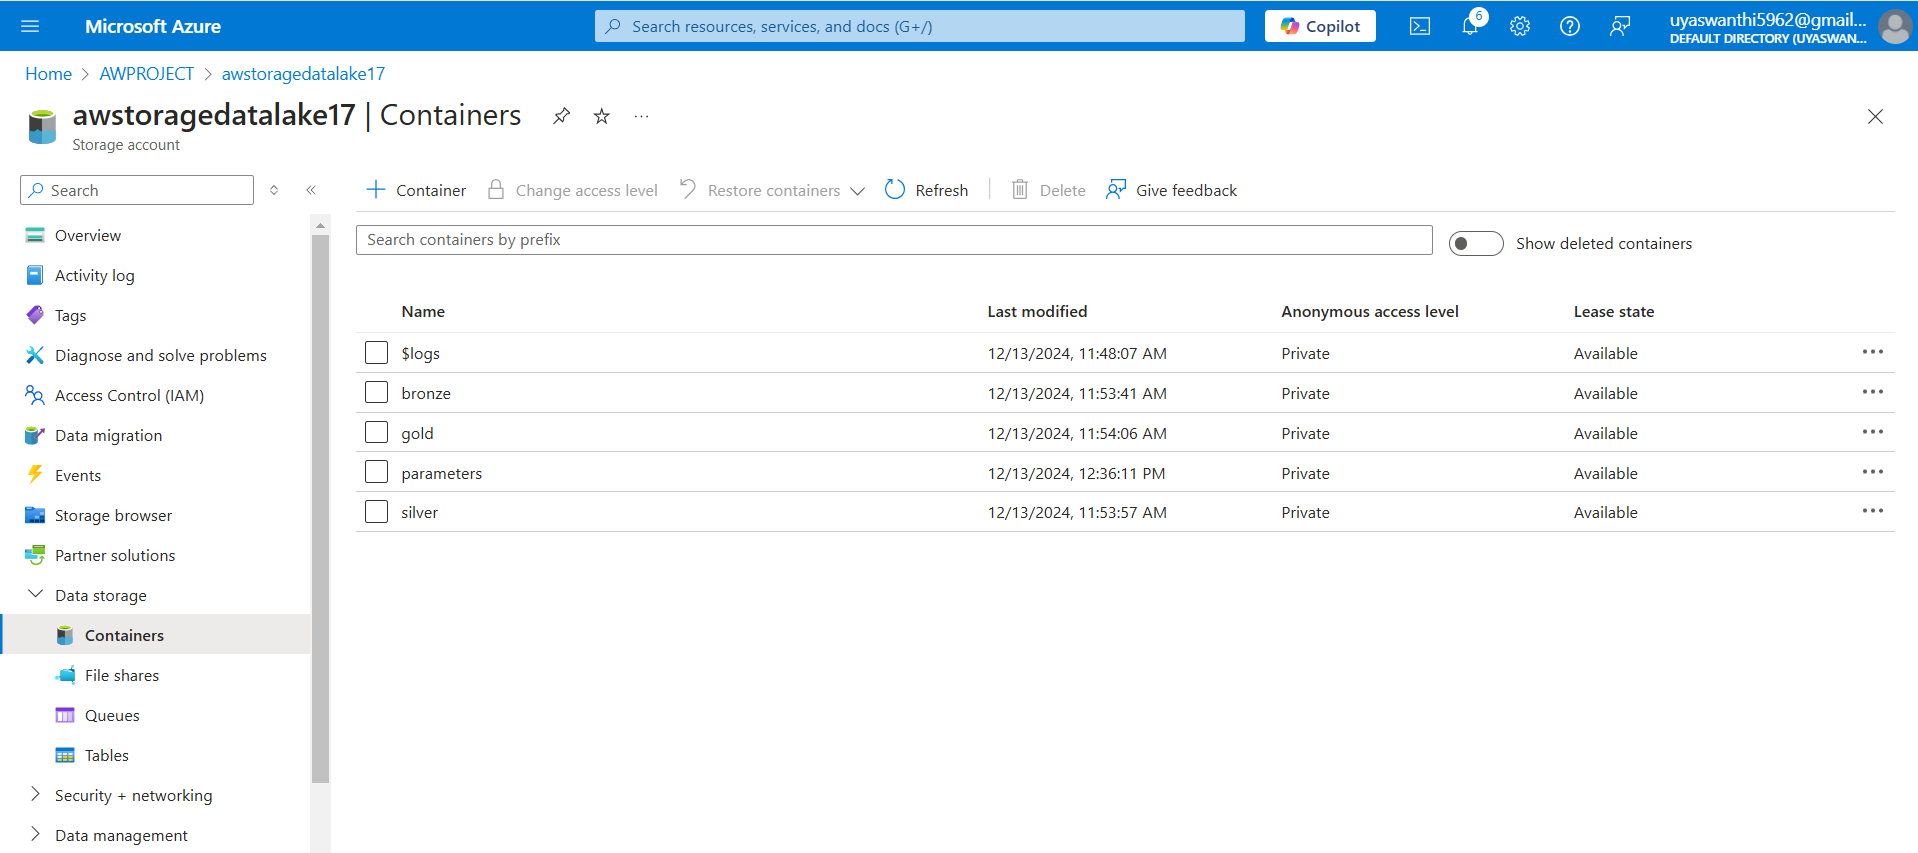 Microsoft Azure
Search resources, services, and docs (G+/)
Copilot
6
uyaswanthi5962@gmail...
DEFAULT DIRECTORY (UYASWAN...
Home > AWPROJECT > awstoragedatalake17
awstoragedatalake17 | Containers
Storage account
Search
Container
Change access level
Restore containers
Refresh
Delete
Give feedback
Overview
Activity log
Tags
Diagnose and solve problems
Access Control (IAM)
Data migration
Events
Storage browser
Partner solutions
Data storage
Containers
File shares
Queues
Tables
Security + networking
Data management
Search containers by prefix
Show deleted containers
Name Last modified Anonymous access level Lease state
$logs 12/13/2024, 11:48:07 AM Private Available
bronze 12/13/2024, 11:53:41 AM Private Available
gold 12/13/2024, 11:54:06 AM Private Available
parameters 12/13/2024, 12:36:11 PM Private Available
silver 12/13/2024, 11:53:57 AM Private Available